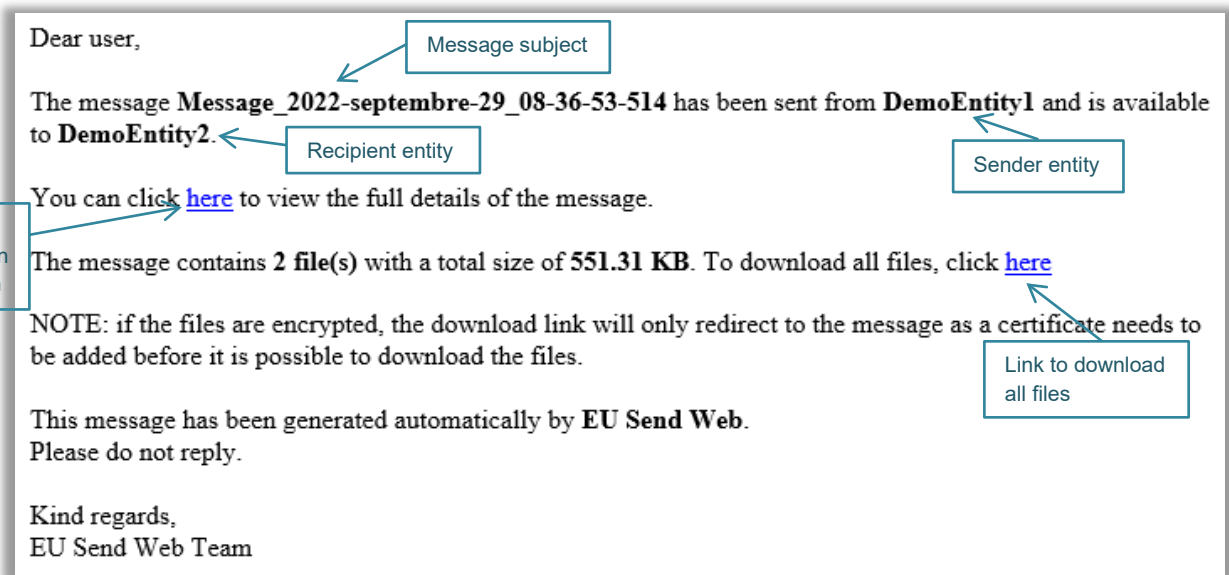 Dear user,
Message subject
The message Message_2022-septembre-29_08-36-53-514 has been sent from DemoEntity1 and is available
to DemoEntity2.
Recipient entity
Sender entity
You can click here to view the full details of the message.
The message contains 2 file(s) with a total size of 551.31 KB. To download all files, click here
NOTE: if the files are encrypted, the download link will only redirect to the message as a certificate needs to
be added before it is possible to download the files.
Link to download
all files
This message has been generated automatically by EU Send Web.
Please do not reply.
Kind regards,
EU Send Web Team